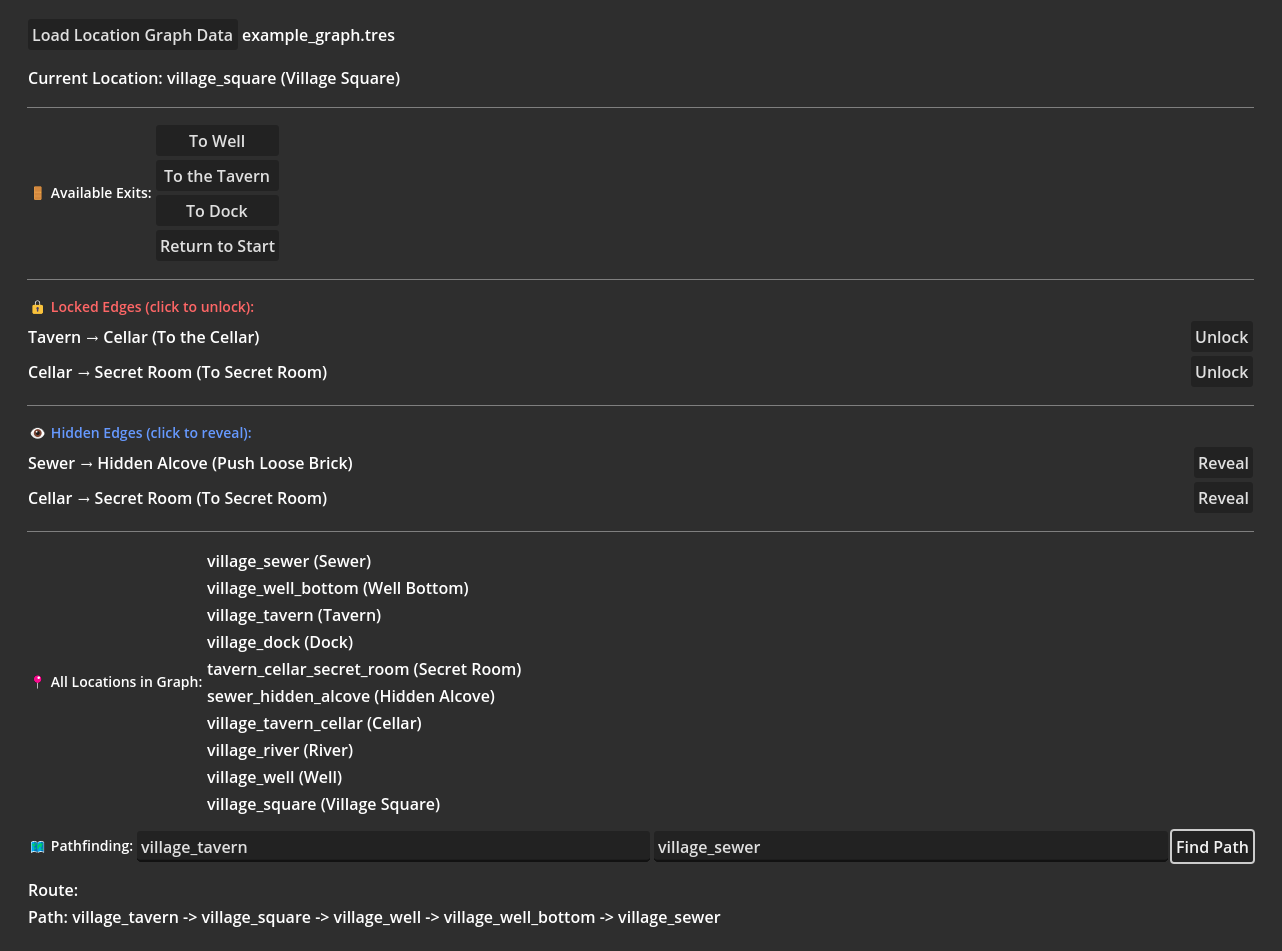 Load Location Graph Data example_graph.tres
Current Location: village_square (Village Square)
To Well
To the Tavern
🚪 Available Exits:
To Dock
Return to Start
🔒 Locked Edges (click to unlock):
Tavern → Cellar (To the Cellar) Unlock
Cellar → Secret Room (To Secret Room) Unlock
👁 Hidden Edges (click to reveal):
Sewer → Hidden Alcove (Push Loose Brick) Reveal
Cellar → Secret Room (To Secret Room) Reveal
village_sewer (Sewer)
village_well_bottom (Well Bottom)
village_tavern (Tavern)
village_dock (Dock)
tavern_cellar_secret_room (Secret Room)
📍 All Locations in Graph:
sewer_hidden_alcove (Hidden Alcove)
village_tavern_cellar (Cellar)
village_river (River)
village_well (Well)
village_square (Village Square)
🗺 Pathfinding: village_tavern village_sewer Find Path
Route:
Path: village_tavern -> village_square -> village_well -> village_well_bottom -> village_sewer